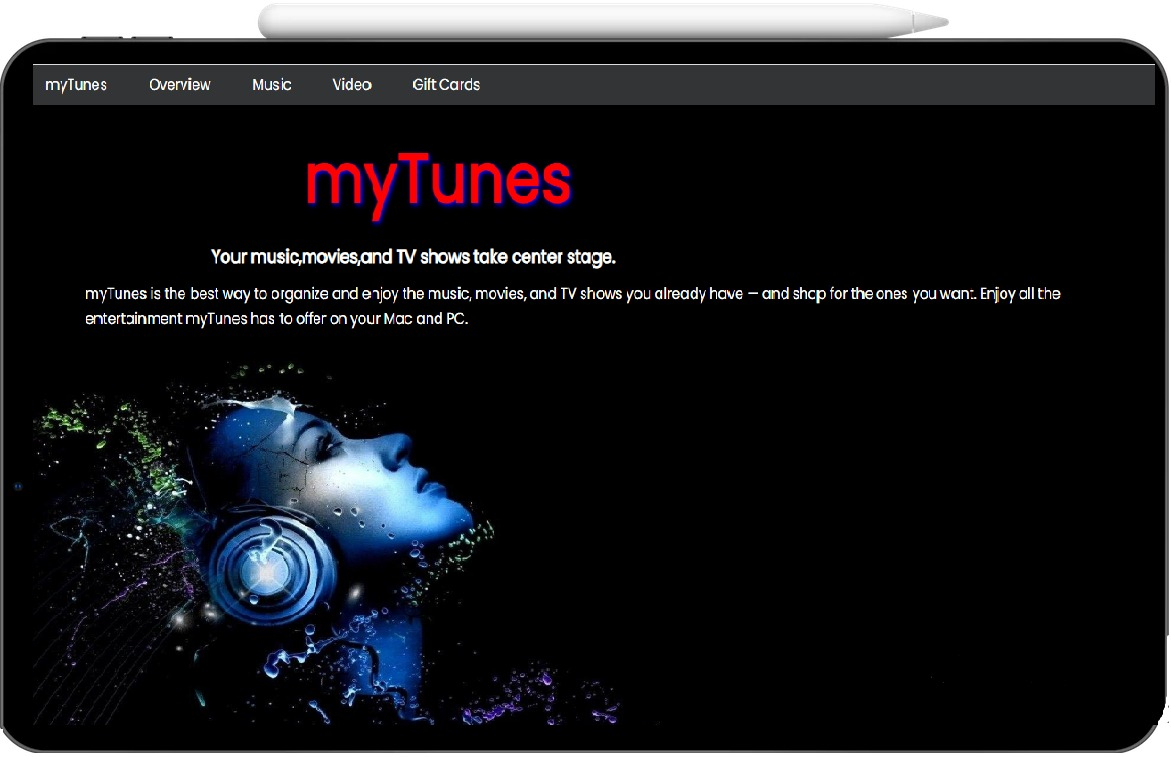 myTunes Overview Music Video Gift Cards
myTunes
Your music,movies,and TV shows take center stage.
myTunes is the best way to organize and enjoy the music, movies, and TV shows you already have — and shop for the ones you want. Enjoy all the
entertainment myTunes has to offer on your Mac and PC.